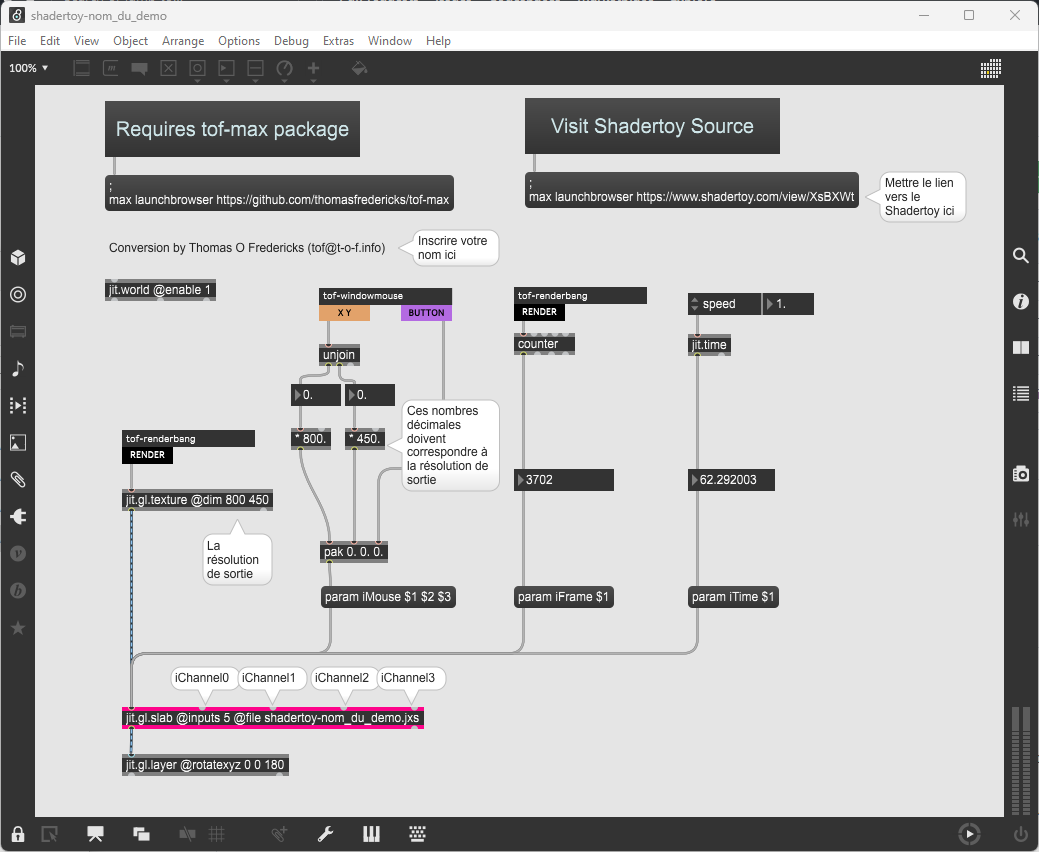 shadertoy-nom_du_demo
File Edit View Object Arrange Options Debug Extras Window Help
100%
Requires tof-max package
Visit Shadertoy Source
;
max launchbrowser https://github.com/thomasfredericks/tof-max
;
max launchbrowser https://www.shadertoy.com/view/XsBXWt
Mettre le lien
vers le
Shadertoy ici
Conversion by Thomas O Fredericks (tof@t-o-f.info)
Inscrire votre
nom ici
jit.world @enable 1
tof-windowmouse
X Y BUTTON
tof-renderbang
RENDER
speed 1.
unjoin
counter
jit.time
0. 0.
* 800. * 450.
Ces nombres
décimales
doivent
correspondre à
la résolution de
sortie
tof-renderbang
RENDER
3702
62.292003
jit.gl.texture @dim 800 450
La
résolution
de sortie
pak 0. 0. 0.
param iMouse $1 $2 $3
param iFrame $1
param iTime $1
iChannel0 iChannel1 iChannel2 iChannel3
jit.gl.slab @inputs 5 @file shadertoy-nom_du_demo.jxs
jit.gl.layer @rotatexyz 0 0 180